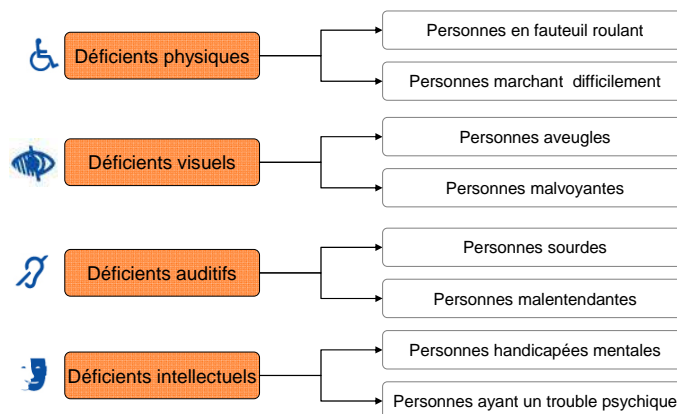 Déficients physiques
Personnes en fauteuil roulant
Personnes marchant difficilement
Déficients visuels
Personnes aveugles
Personnes malvoyantes
Déficients auditifs
Personnes sourdes
Personnes malentendantes
Déficients intellectuels
Personnes handicapées mentales
Personnes ayant un trouble psychique